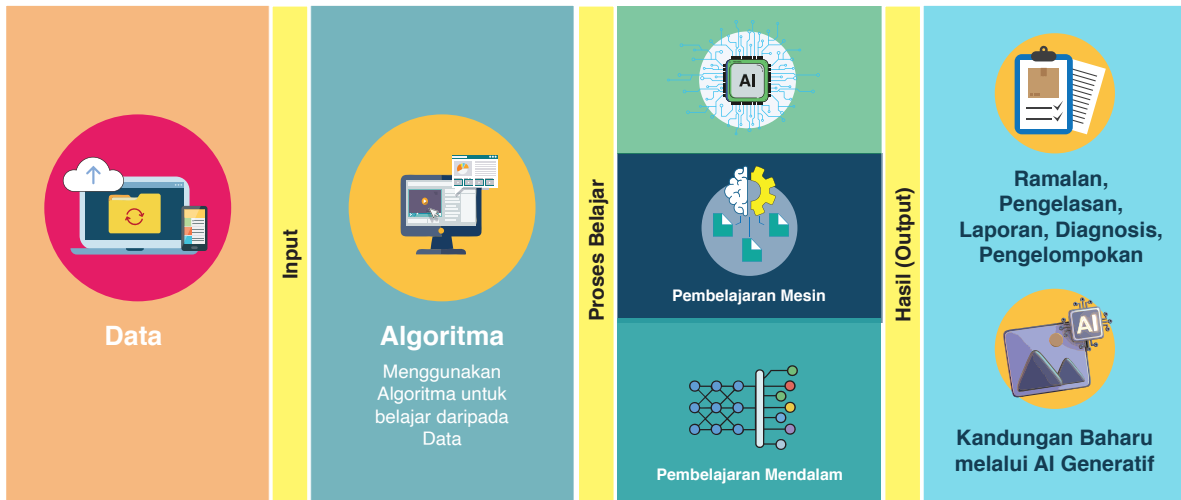 Data
Input
Algoritma
Menggunakan
Algoritma untuk
belajar daripada
Data
Proses Belajar
AI
Pembelajaran Mesin
Pembelajaran Mendalam
Hasil (Output)
Ramalan,
Pengelasan,
Laporan, Diagnosis,
Pengelompokan
AI
Kandungan Baharu
melalui AI Generatif